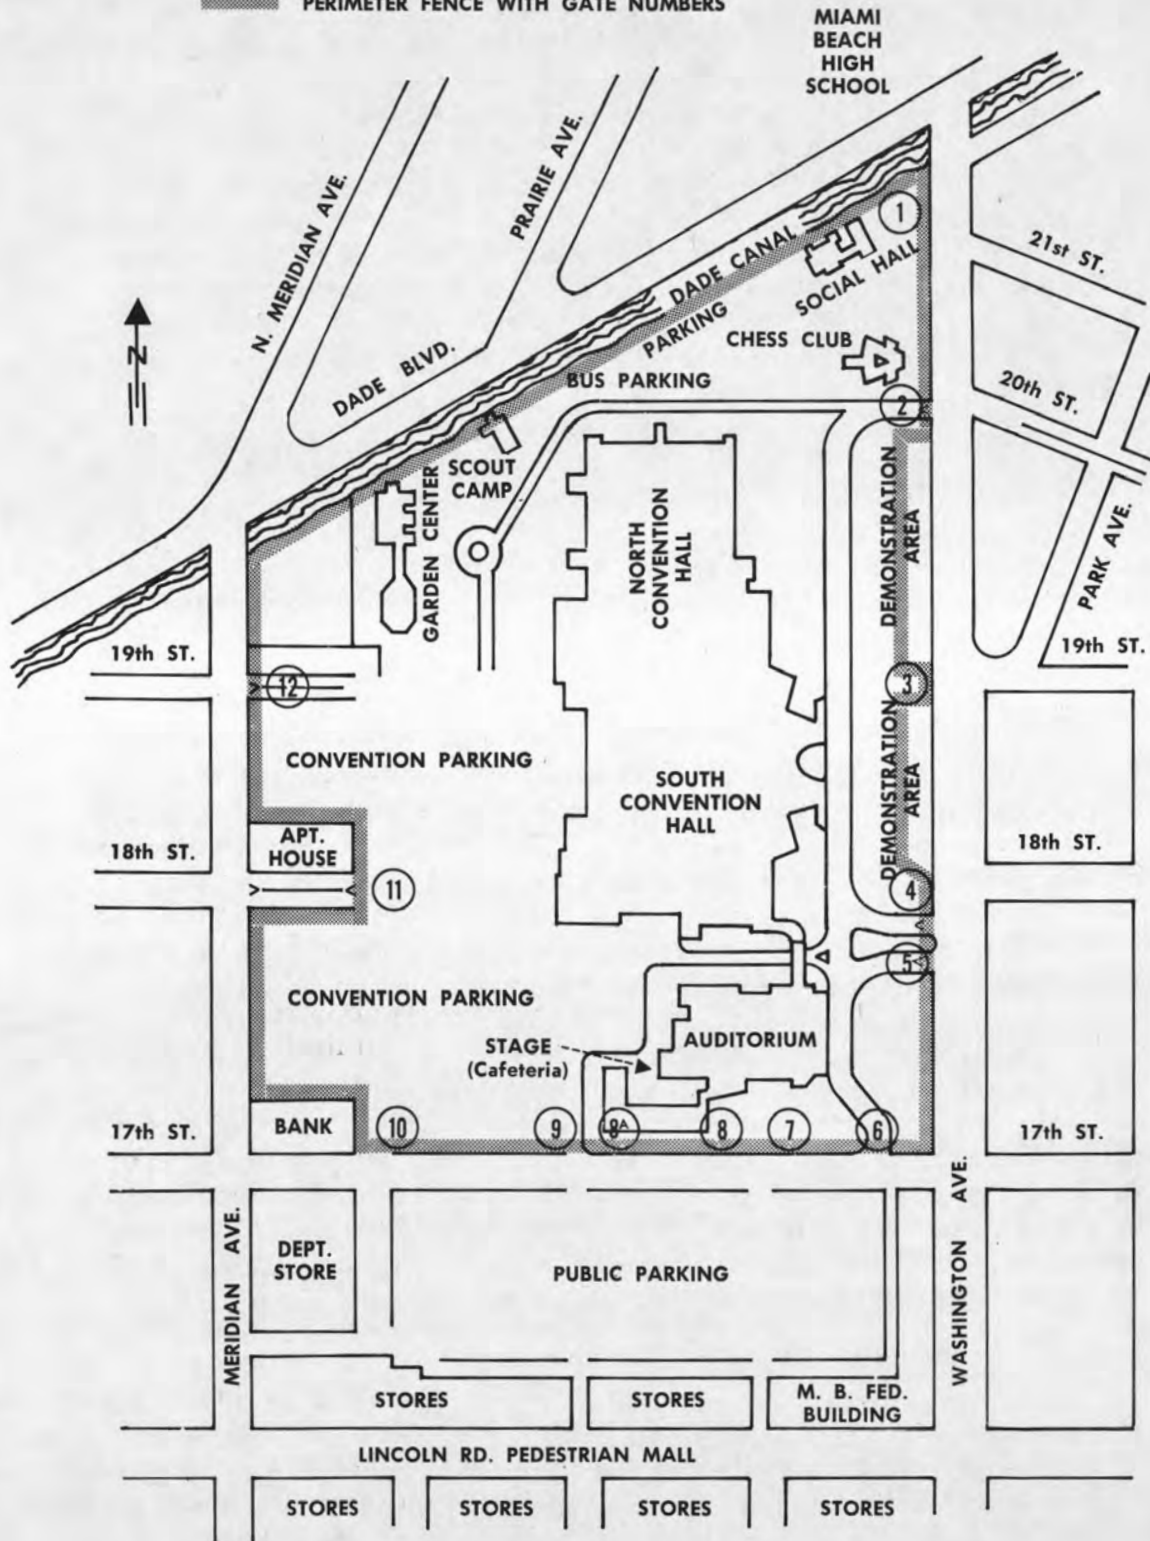 PERIMETER FENCE WITH GATE NUMBERS
MIAMI
BEACH
HIGH
SCHOOL
N. MERIDIAN AVE.
PRAIRIE AVE.
DADE BLVD.
DADE CANAL
PARKING
1
SOCIAL HALL
21st ST.
N
CHESS CLUB
BUS PARKING
2
20th ST.
SCOUT
CAMP
GARDEN CENTER
NORTH
CONVENTION
HALL
DEMONSTRATION
AREA
PARK AVE.
19th ST.
19th ST.
12
3
CONVENTION PARKING
SOUTH
CONVENTION
HALL
DEMONSTRATION
AREA
18th ST.
APT.
HOUSE
18th ST.
11
4
5
CONVENTION PARKING
STAGE
(Cafeteria)
AUDITORIUM
17th ST.
BANK
10
9
8A
8
7
6
17th ST.
MERIDIAN AVE.
WASHINGTON AVE.
DEPT.
STORE
PUBLIC PARKING
STORES
STORES
M. B. FED.
BUILDING
LINCOLN RD. PEDESTRIAN MALL
STORES
STORES
STORES
STORES